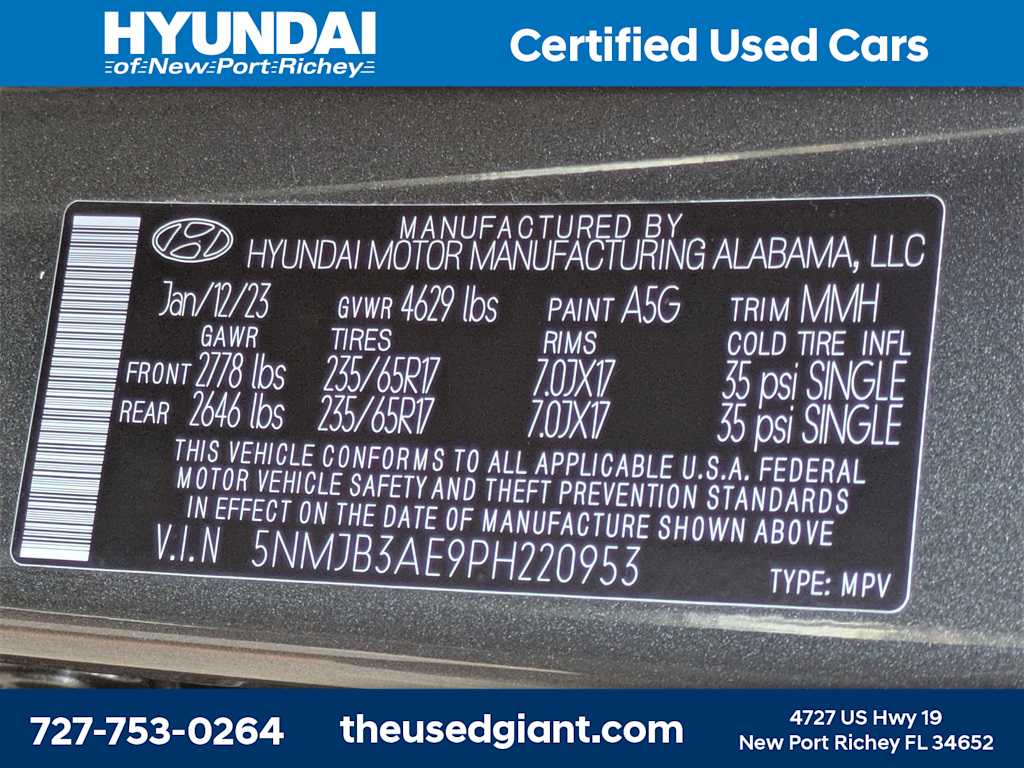 HYUNDAI
of New Port Richey
Certified Used Cars
MANUFACTURED BY
HYUNDAI MOTOR MANUFACTURING ALABAMA, LLC
Jan/12/23 GVWR 4629 lbs PAINT A5G TRIM MMH
GAWR TIRES RIMS COLD TIRE INFL
FRONT 2778 lbs 235/65R17 7.0JX17 35 psi SINGLE
REAR 2646 lbs 235/65R17 7.0JX17 35 psi SINGLE
THIS VEHICLE CONFORMS TO ALL APPLICABLE U.S.A. FEDERAL
MOTOR VEHICLE SAFETY AND THEFT PREVENTION STANDARDS
IN EFFECT ON THE DATE OF MANUFACTURE SHOWN ABOVE
V.I.N 5NMJB3AE9PH220953
TYPE: MPV
727-753-0264
theusedgiant.com
4727 US Hwy 19
New Port Richey FL 34652